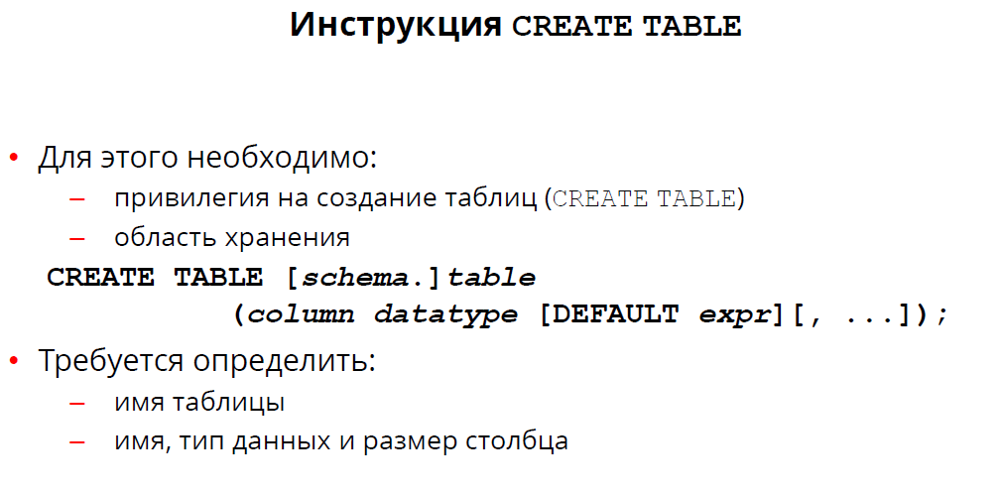 Инструкция CREATE TABLE
• Для этого необходимо:
– привилегия на создание таблиц (CREATE TABLE)
– область хранения
CREATE TABLE [schema.]table
(column datatype [DEFAULT expr][, ...]);
• Требуется определить:
– имя таблицы
– имя, тип данных и размер столбца